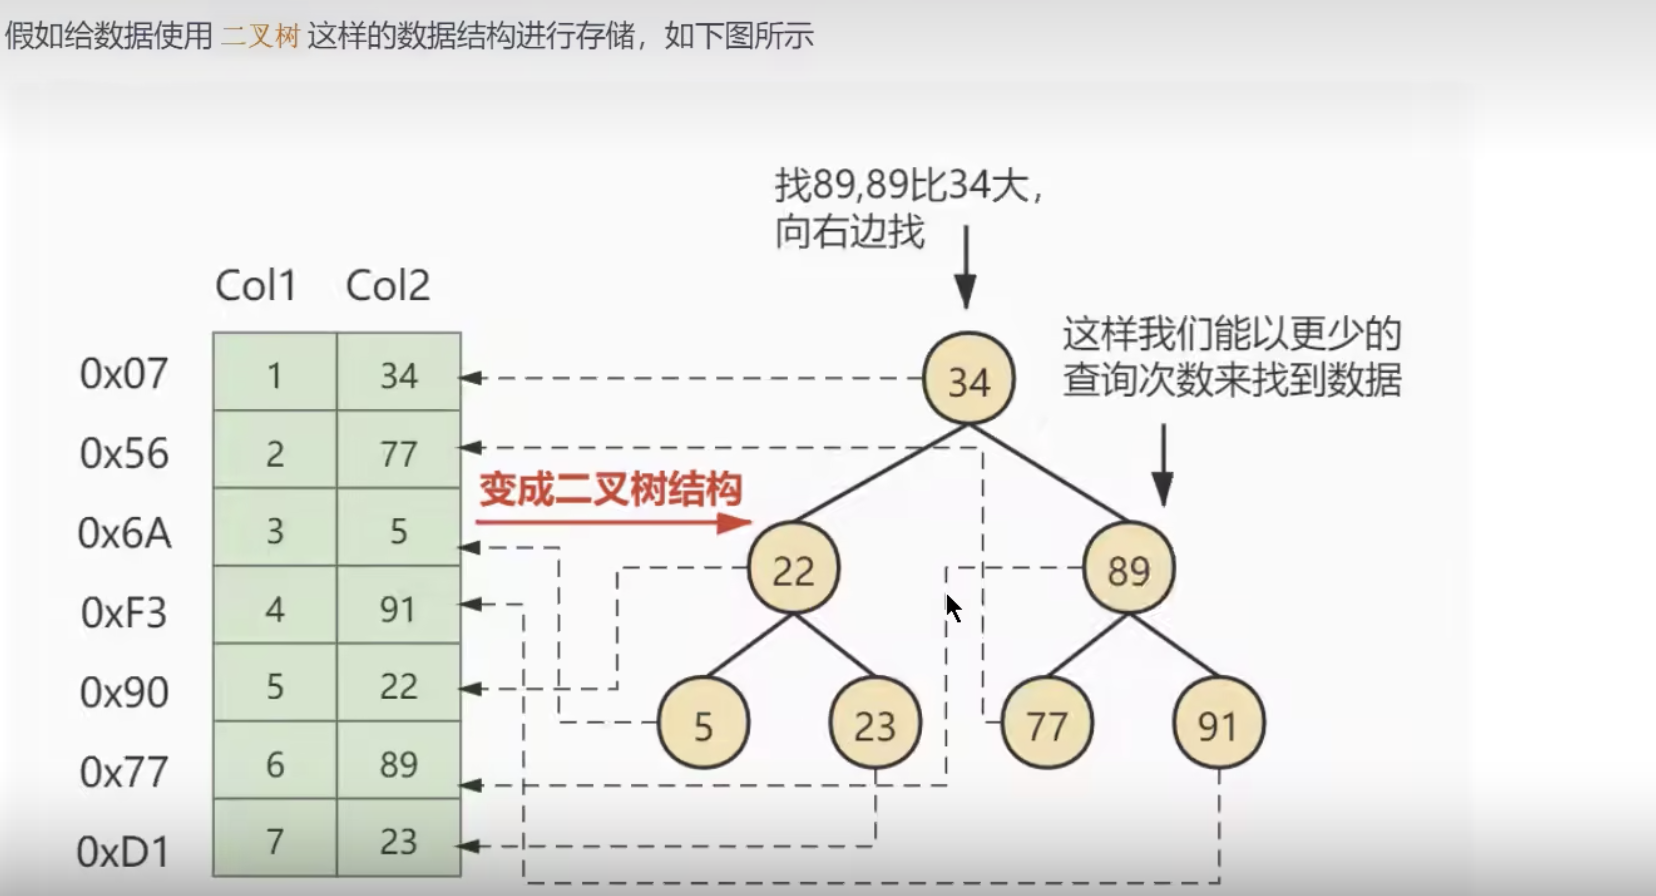 假如给数据使用 二叉树 这样的数据结构进行存储，如下图所示
找89,89比34大，
向右边找
Col1 Col2
这样我们能以更少的
查询次数来找到数据
0x07 1 34
34
0x56 2 77
变成二叉树结构
0x6A 3 5
22 89
0xF3 4 91
0x90 5 22
5 23 77 91
0x77 6 89
0xD1 7 23